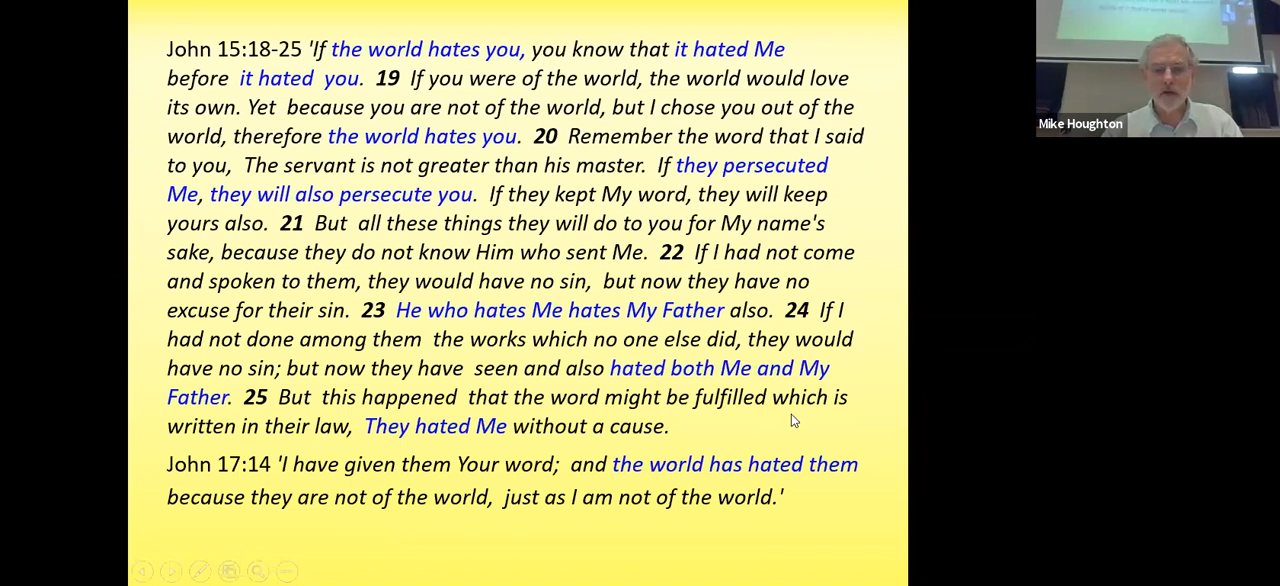 John 15:18-25 'If the world hates you, you know that it hated Me
before it hated you. 19 If you were of the world, the world would love
its own. Yet because you are not of the world, but I chose you out of the
world, therefore the world hates you. 20 Remember the word that I said
to you, The servant is not greater than his master. If they persecuted
Me, they will also persecute you. If they kept My word, they will keep
yours also. 21 But all these things they will do to you for My name's
sake, because they do not know Him who sent Me. 22 If I had not come
and spoken to them, they would have no sin, but now they have no
excuse for their sin. 23 He who hates Me hates My Father also. 24 If I
had not done among them the works which no one else did, they would
have no sin; but now they have seen and also hated both Me and My
Father. 25 But this happened that the word might be fulfilled which is
written in their law, They hated Me without a cause.
John 17:14 'I have given them Your word; and the world has hated them
because they are not of the world, just as I am not of the world.'
Mike Houghton